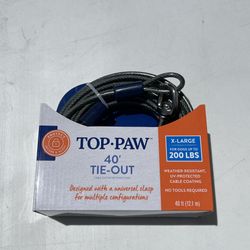 TOP•PAW
40'
TIE-OUT
Designed with a universal clasp
for multiple configurations
X-LARGE
FOR DOGS UP TO
200 LBS
WEATHER-RESISTANT,
UV-PROTECTED
CABLE COATING
NO TOOLS REQUIRED
40 ft (12.1 m)